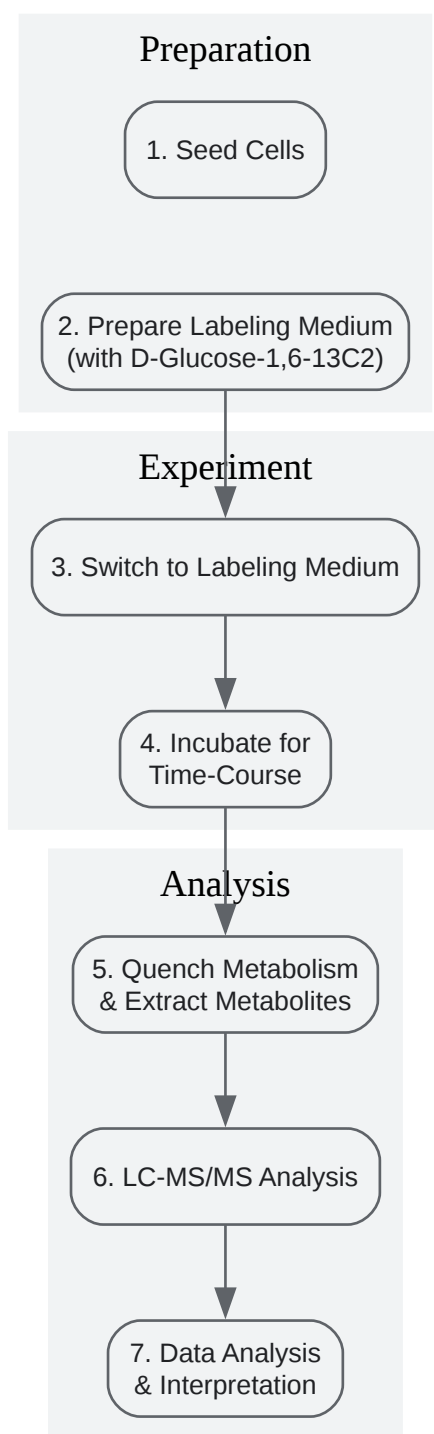 Preparation
1. Seed Cells
2. Prepare Labeling Medium
(with D-Glucose-1,6-13C2)
Experiment
3. Switch to Labeling Medium
4. Incubate for
Time-Course
Analysis
5. Quench Metabolism
& Extract Metabolites
6. LC-MS/MS Analysis
7. Data Analysis
& Interpretation